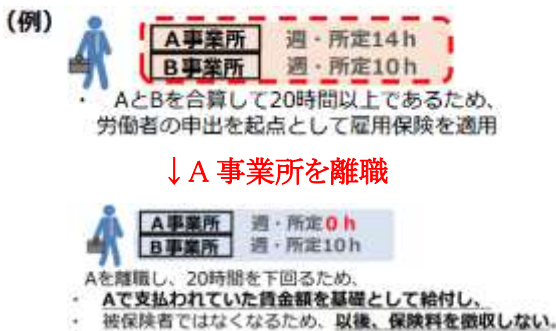 (例)
A事業所 週・所定14h
B事業所 週・所定10h
・ AとBを合算して20時間以上であるため、
労働者の申出を起点として雇用保険を適用
↓A 事業所を離職
A事業所 週・所定0h
B事業所 週・所定10h
Aを離職し、20時間を下回るため、
・ Aで支払われていた賃金額を基礎として給付し、
・ 被保険者ではなくなるため、以後、保険料を徴収しない。